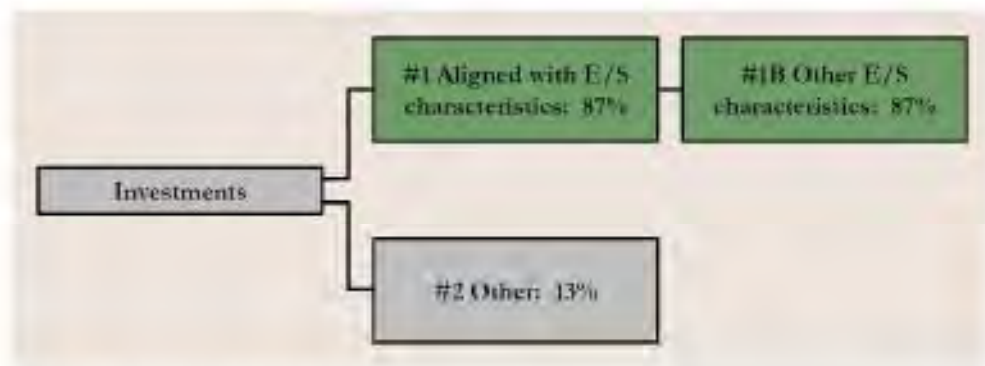 #1 Aligned with E/S
characteristics: 87%
#1B Other E/S
characteristics: 87%
Investments
#2 Other: 13%